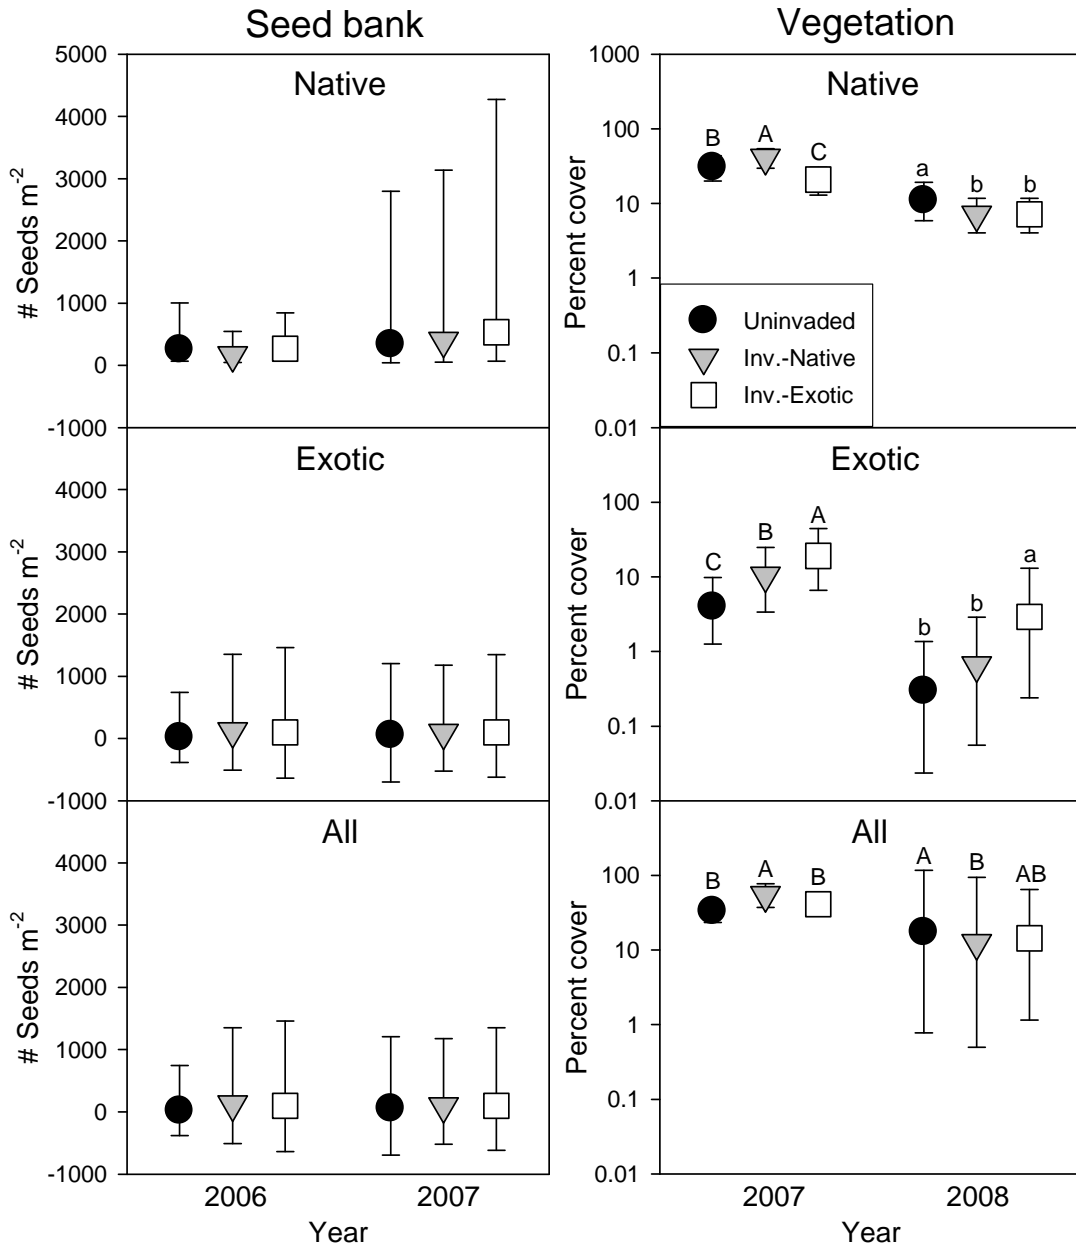 Seed bank
Vegetation
5000
4000
3000
2000
1000
0
-1000
# Seeds m-2
Native
1000
100
10
1
0.1
0.01
Percent cover
Native
B
A
C
a
b
b
Uninvaded
Inv.-Native
Inv.-Exotic
4000
3000
2000
1000
0
-1000
# Seeds m-2
Exotic
100
10
1
0.1
0.01
Percent cover
Exotic
C
B
A
b
b
a
4000
3000
2000
1000
0
-1000
# Seeds m-2
All
2006
2007
Year
100
10
1
0.1
0.01
Percent cover
All
B
A
B
A
B
AB
2007
2008
Year